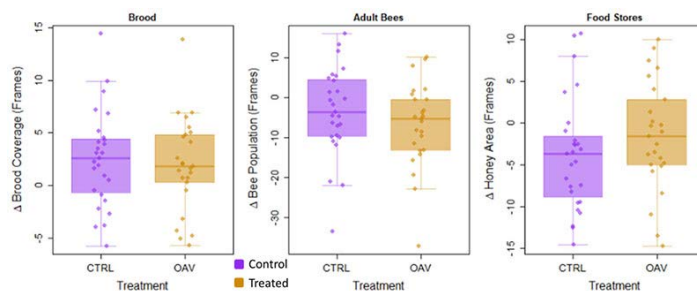 Brood
Δ Brood Coverage (Frames)
15
10
5
0
-5
CTRL
OAV
Treatment
Adult Bees
Δ Bee Population (Frames)
10
0
-10
-20
-30
CTRL
OAV
Treatment
Food Stores
Δ Honey Area (Frames)
10
5
0
-5
-10
-15
CTRL
OAV
Treatment
Control
Treated